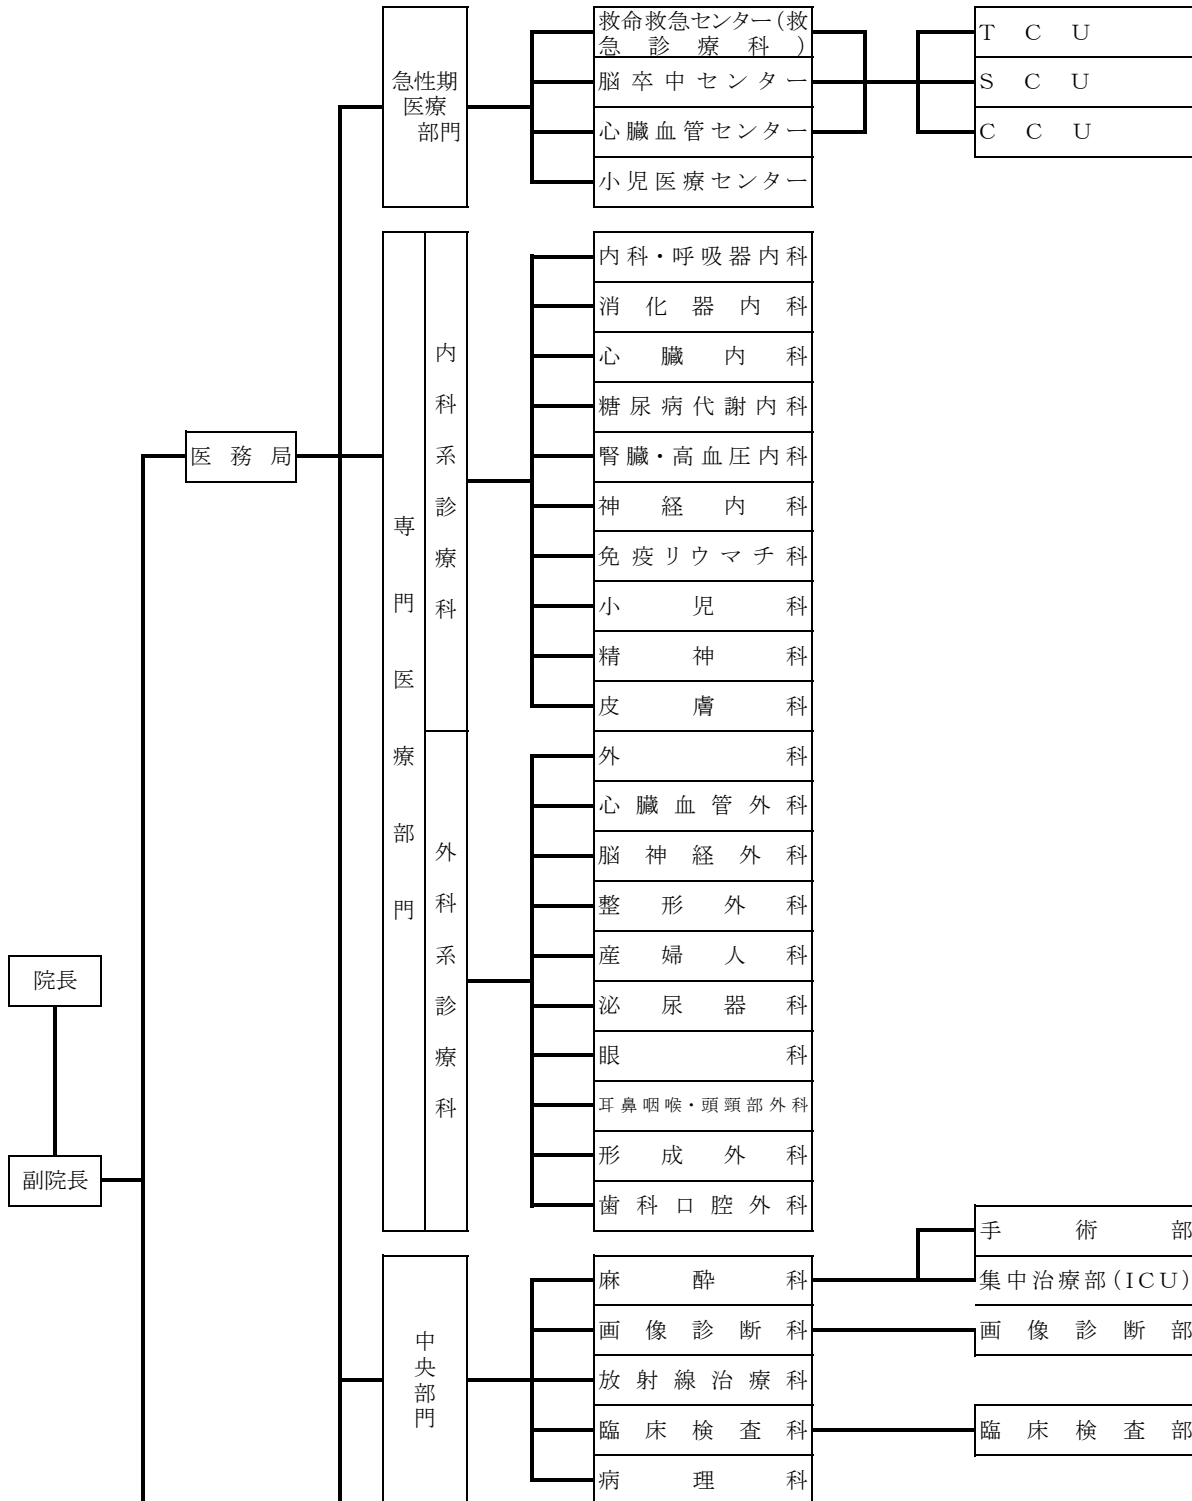 救命救急センター(救
急診療科)
脳卒中センター
心臓血管センター
小児医療センター
TCU
SCU
CCU
急性期
医療
部門
内科・呼吸器内科
消化器内科
心臓内科
糖尿病代謝内科
腎臓・高血圧内科
神経内科
免疫リウマチ科
小児科
精神科
皮膚科
内科系診療科
医務局
専門医療部門
外科
心臓血管外科
脳神経外科
整形外科
産婦人科
泌尿器科
眼科
耳鼻咽喉・頭頸部外科
形成外科
歯科口腔外科
外科系診療科
院長
副院長
麻酔科
画像診断科
放射線治療科
臨床検査科
病理科
中央部門
手術部
集中治療部(ICU)
画像診断部
臨床検査部